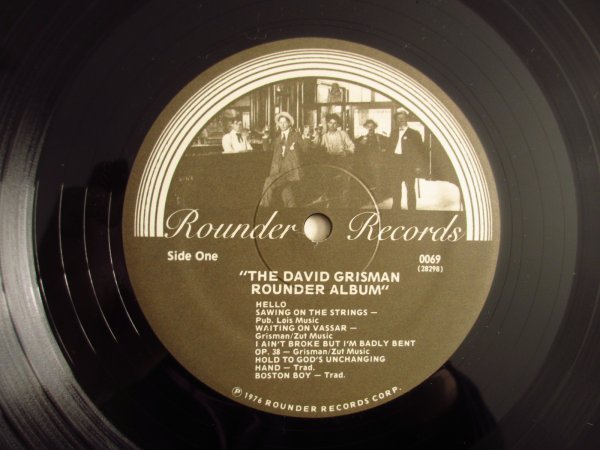 Rounder Records
Side One
0069
(28298)
"THE DAVID GRISMAN
ROUNDER ALBUM"
HELLO
SAWING ON THE STRINGS —
Pub. Lois Music
WAITING ON VASSAR —
Grisman/Zut Music
I AIN'T BROKE BUT I'M BADLY BENT
OP. 38 — Grisman/Zut Music
HOLD TO GOD'S UNCHANGING
HAND — Trad.
BOSTON BOY — Trad.
℗ 1976 ROUNDER RECORDS CORP.